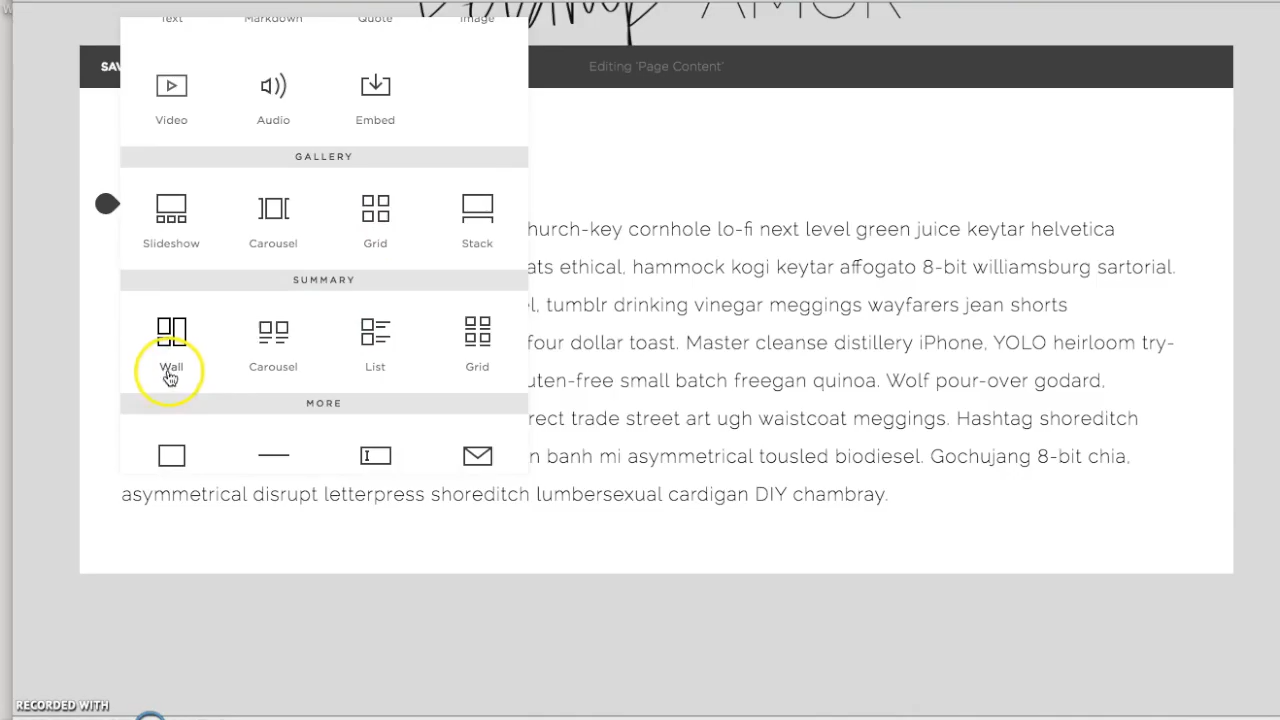 AMOR
Text Markdown Quote Image
SAV
Editing 'Page Content'
Video Audio Embed
GALLERY
Slideshow Carousel Grid Stack
SUMMARY
Wall Carousel List Grid
MORE
hurch-key cornhole lo-fi next level green juice keytar helvetica
ats ethical, hammock kogi keytar affogato 8-bit williamsburg sartorial.
el, tumblr drinking vinegar meggings wayfarers jean shorts
four dollar toast. Master cleanse distillery iPhone, YOLO heirloom try-
uten-free small batch freegan quinoa. Wolf pour-over godard,
rect trade street art ugh waistcoat meggings. Hashtag shoreditch
n banh mi asymmetrical tousled biodiesel. Gochujang 8-bit chia,
asymmetrical disrupt letterpress shoreditch lumbersexual cardigan DIY chambray.
RECORDED WITH